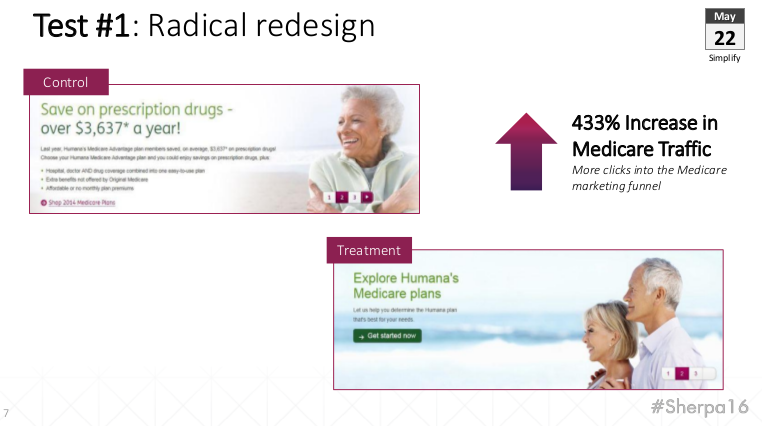 Test #1: Radical redesign
May
22
Simplify
Control
Save on prescription drugs -
over $3,637* a year!
Last year, Humana's Medicare Advantage plan members saved, on average, $3,637* on prescription drugs!
Choose your Humana Medicare Advantage plan and you could enjoy savings on prescription drugs, plus:
• Hospital, doctor AND drug coverage combined into one easy-to-use plan
• Extra benefits not offered by Original Medicare
• Affordable or no monthly plan premiums
Shop 2014 Medicare Plans
1 2 3
433% Increase in
Medicare Traffic
More clicks into the Medicare
marketing funnel
Treatment
Explore Humana's
Medicare plans
Let us help you determine the Humana plan
that's best for your needs.
Get started now
1 2 3
#Sherpa16
7